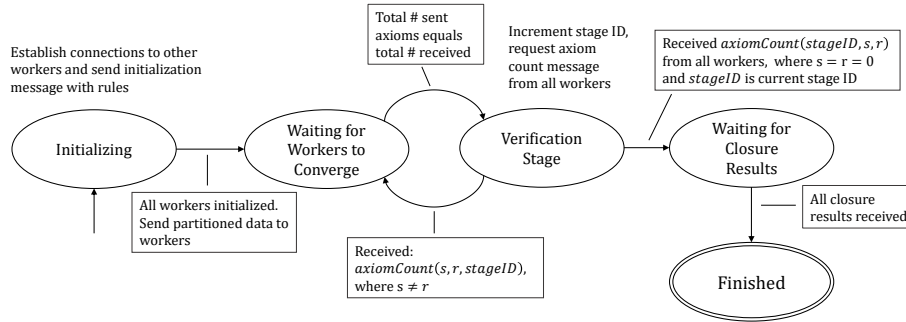 Establish connections to other
workers and send initialization
message with rules
Initializing
All workers initialized.
Send partitioned data to
workers
Waiting for
Workers to
Converge
Total # sent
axioms equals
total # received
Received:
axiomCount(s, r, stageID),
where s ≠ r
Increment stage ID,
request axiom
count message
from all workers
Verification
Stage
Received axiomCount(stageID, s, r)
from all workers, where s = r = 0
and stageID is current stage ID
Waiting for
Closure
Results
All closure
results received
Finished